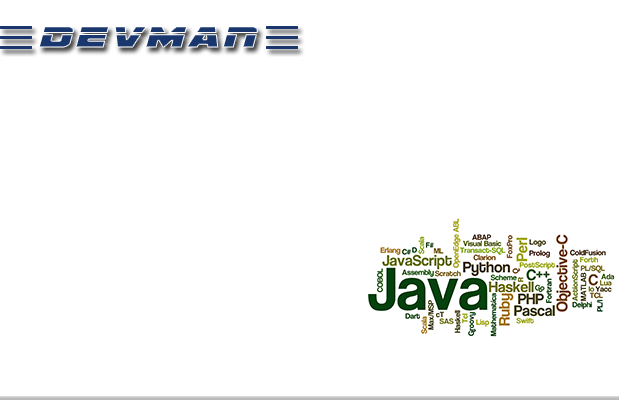 DEVMAN
ABAP
Visual Basic
OpenEdge ABL
FoxPro
Perl
Logo
Objective-C
Erlang
C#
D
Scala
F#
ML
Transact-SQL
Clarion
Prolog
ColdFusion
JavaScript
Python
Q
PostScript
Forth
PL/SQL
COBOL
Assembly
Scratch
Scheme
R
C++
ActionScript
MATLAB
C
Ada
Lua
Java
Haskell
Fortran
Io
Yacc
Mathematica
Ruby
PHP
Pascal
Delphi
PL/I
Dart
Scala
Max/MSP
cT
SAS
Haskell
Tcl
Groovy
Lisp
Swift